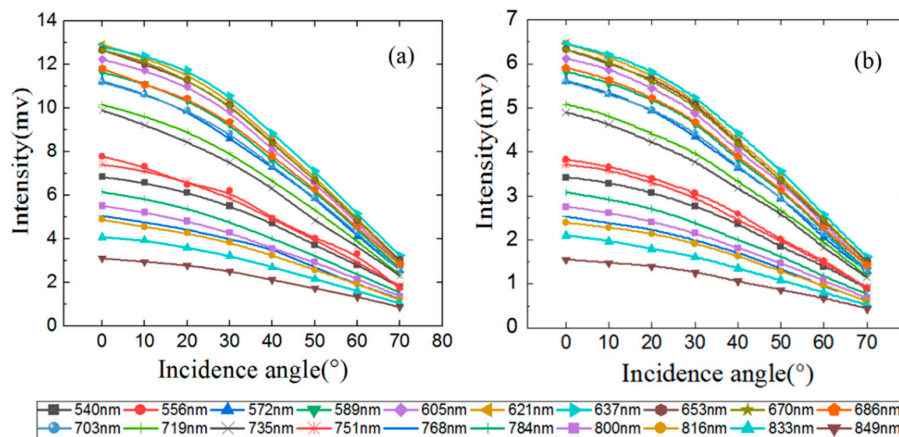 (a)
Intensity(mv)
14
12
10
8
6
4
2
0
0 10 20 30 40 50 60 70 80
Incidence angle(°)
(b)
Intensity(mv)
7
6
5
4
3
2
1
0
0 10 20 30 40 50 60 70
Incidence angle(°)
540nm 556nm 572nm 589nm 605nm 621nm 637nm 653nm 670nm 686nm
703nm 719nm 735nm 751nm 768nm 784nm 800nm 816nm 833nm 849nm